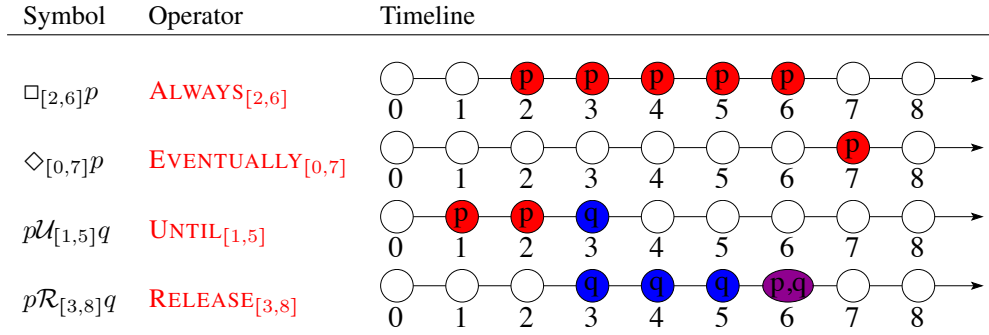 Symbol Operator Timeline
□[2,6]p ALWAYS[2,6] p p p p p
0 1 2 3 4 5 6 7 8
◇[0,7]p EVENTUALLY[0,7] p
0 1 2 3 4 5 6 7 8
p𝒰[1,5]q UNTIL[1,5] p p q
0 1 2 3 4 5 6 7 8
pℛ[3,8]q RELEASE[3,8] q q q p,q
0 1 2 3 4 5 6 7 8